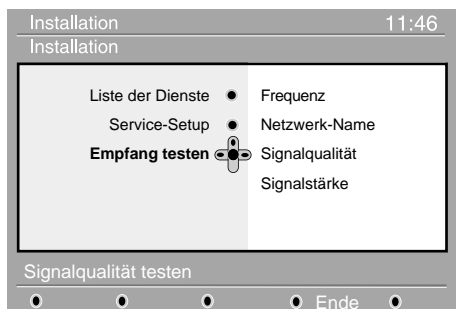 Installation 11:46
Installation
Liste der Dienste Frequenz
Service-Setup Netzwerk-Name
Empfang testen Signalqualität
Signalstärke
Signalqualität testen
Ende